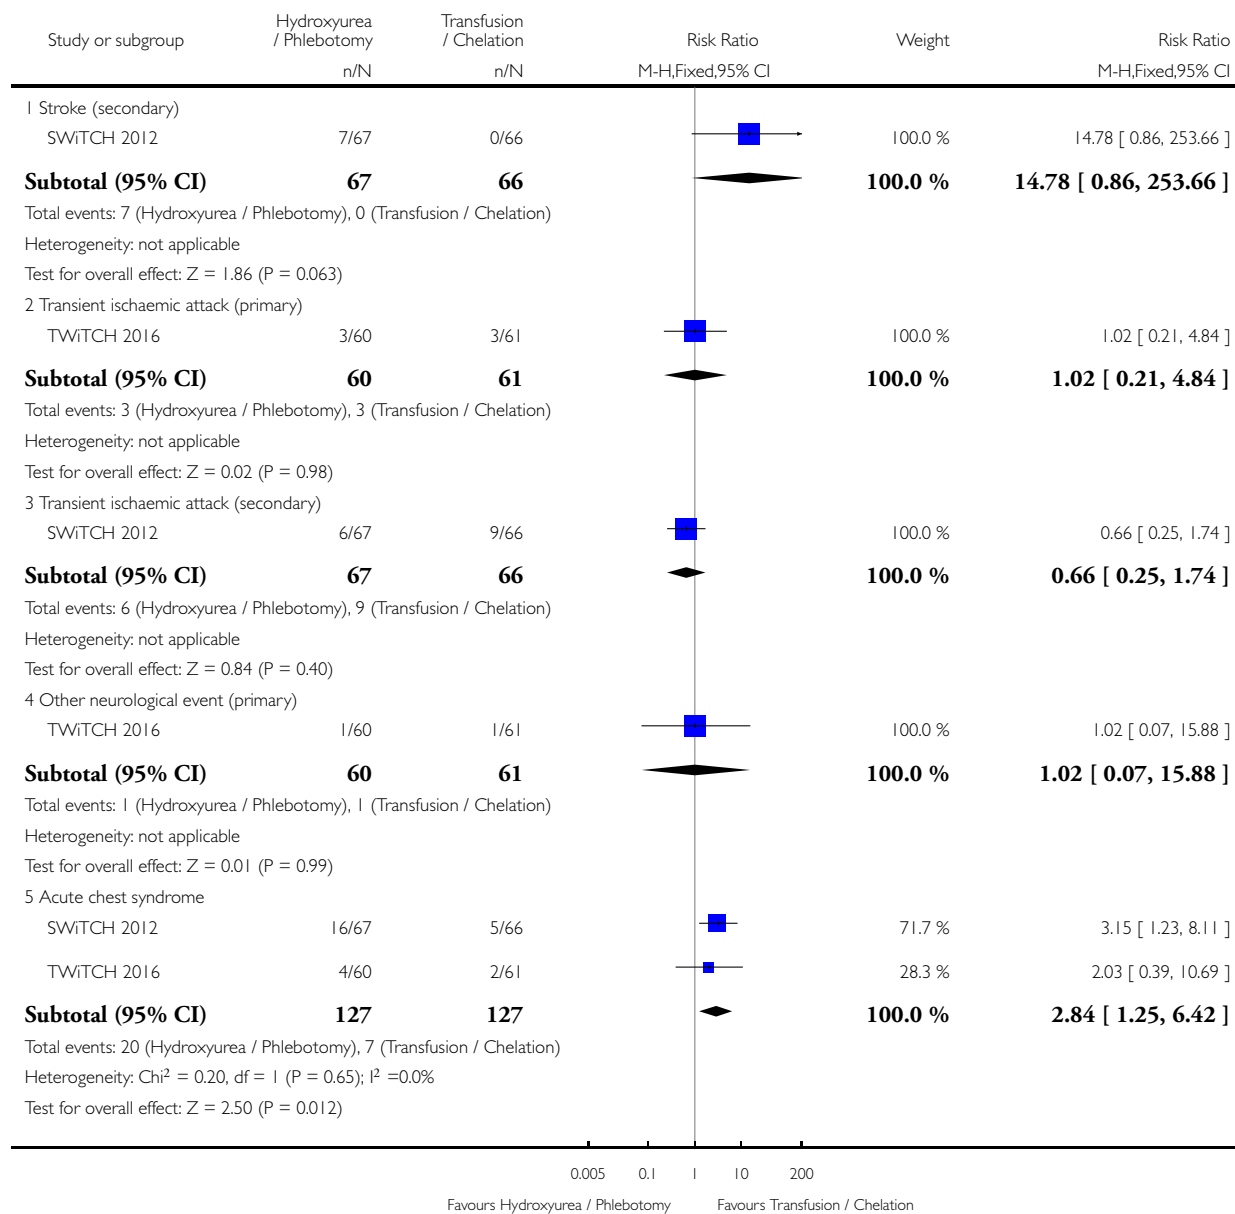 Study or subgroup Hydroxyurea / Phlebotomy Transfusion / Chelation Risk Ratio Weight Risk Ratio
n/N n/N M-H,Fixed,95% CI M-H,Fixed,95% CI
1 Stroke (secondary)
SWiTCH 2012 7/67 0/66 100.0 % 14.78 [ 0.86, 253.66 ]
Subtotal (95% CI) 67 66 100.0 % 14.78 [ 0.86, 253.66 ]
Total events: 7 (Hydroxyurea / Phlebotomy), 0 (Transfusion / Chelation)
Heterogeneity: not applicable
Test for overall effect: Z = 1.86 (P = 0.063)
2 Transient ischaemic attack (primary)
TWiTCH 2016 3/60 3/61 100.0 % 1.02 [ 0.21, 4.84 ]
Subtotal (95% CI) 60 61 100.0 % 1.02 [ 0.21, 4.84 ]
Total events: 3 (Hydroxyurea / Phlebotomy), 3 (Transfusion / Chelation)
Heterogeneity: not applicable
Test for overall effect: Z = 0.02 (P = 0.98)
3 Transient ischaemic attack (secondary)
SWiTCH 2012 6/67 9/66 100.0 % 0.66 [ 0.25, 1.74 ]
Subtotal (95% CI) 67 66 100.0 % 0.66 [ 0.25, 1.74 ]
Total events: 6 (Hydroxyurea / Phlebotomy), 9 (Transfusion / Chelation)
Heterogeneity: not applicable
Test for overall effect: Z = 0.84 (P = 0.40)
4 Other neurological event (primary)
TWiTCH 2016 1/60 1/61 100.0 % 1.02 [ 0.07, 15.88 ]
Subtotal (95% CI) 60 61 100.0 % 1.02 [ 0.07, 15.88 ]
Total events: 1 (Hydroxyurea / Phlebotomy), 1 (Transfusion / Chelation)
Heterogeneity: not applicable
Test for overall effect: Z = 0.01 (P = 0.99)
5 Acute chest syndrome
SWiTCH 2012 16/67 5/66 71.7 % 3.15 [ 1.23, 8.11 ]
TWiTCH 2016 4/60 2/61 28.3 % 2.03 [ 0.39, 10.69 ]
Subtotal (95% CI) 127 127 100.0 % 2.84 [ 1.25, 6.42 ]
Total events: 20 (Hydroxyurea / Phlebotomy), 7 (Transfusion / Chelation)
Heterogeneity: Chi² = 0.20, df = 1 (P = 0.65); I² =0.0%
Test for overall effect: Z = 2.50 (P = 0.012)
0.005 0.1 1 10 200
Favours Hydroxyurea / Phlebotomy Favours Transfusion / Chelation